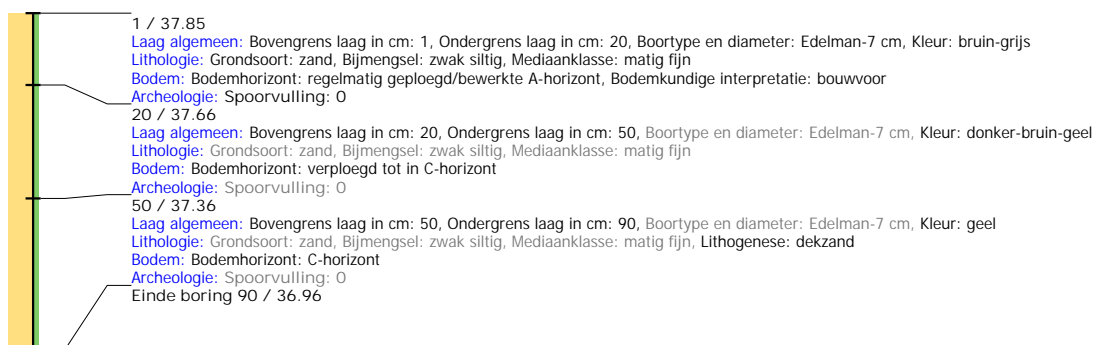 1 / 37.85
Laag algemeen: Bovengrens laag in cm: 1, Ondergrens laag in cm: 20, Boortype en diameter: Edelman-7 cm, Kleur: bruin-grijs
Lithologie: Grondsoort: zand, Bijmengsel: zwak siltig, Mediaanklasse: matig fijn
Bodem: Bodemhorizont: regelmatig geploegd/bewerkte A-horizont, Bodemkundige interpretatie: bouwvoor
Archeologie: Spoorvulling: 0
20 / 37.66
Laag algemeen: Bovengrens laag in cm: 20, Ondergrens laag in cm: 50, Boortype en diameter: Edelman-7 cm, Kleur: donker-bruin-geel
Lithologie: Grondsoort: zand, Bijmengsel: zwak siltig, Mediaanklasse: matig fijn
Bodem: Bodemhorizont: verploegd tot in C-horizont
Archeologie: Spoorvulling: 0
50 / 37.36
Laag algemeen: Bovengrens laag in cm: 50, Ondergrens laag in cm: 90, Boortype en diameter: Edelman-7 cm, Kleur: geel
Lithologie: Grondsoort: zand, Bijmengsel: zwak siltig, Mediaanklasse: matig fijn, Lithogenese: dekzand
Bodem: Bodemhorizont: C-horizont
Archeologie: Spoorvulling: 0
Einde boring 90 / 36.96